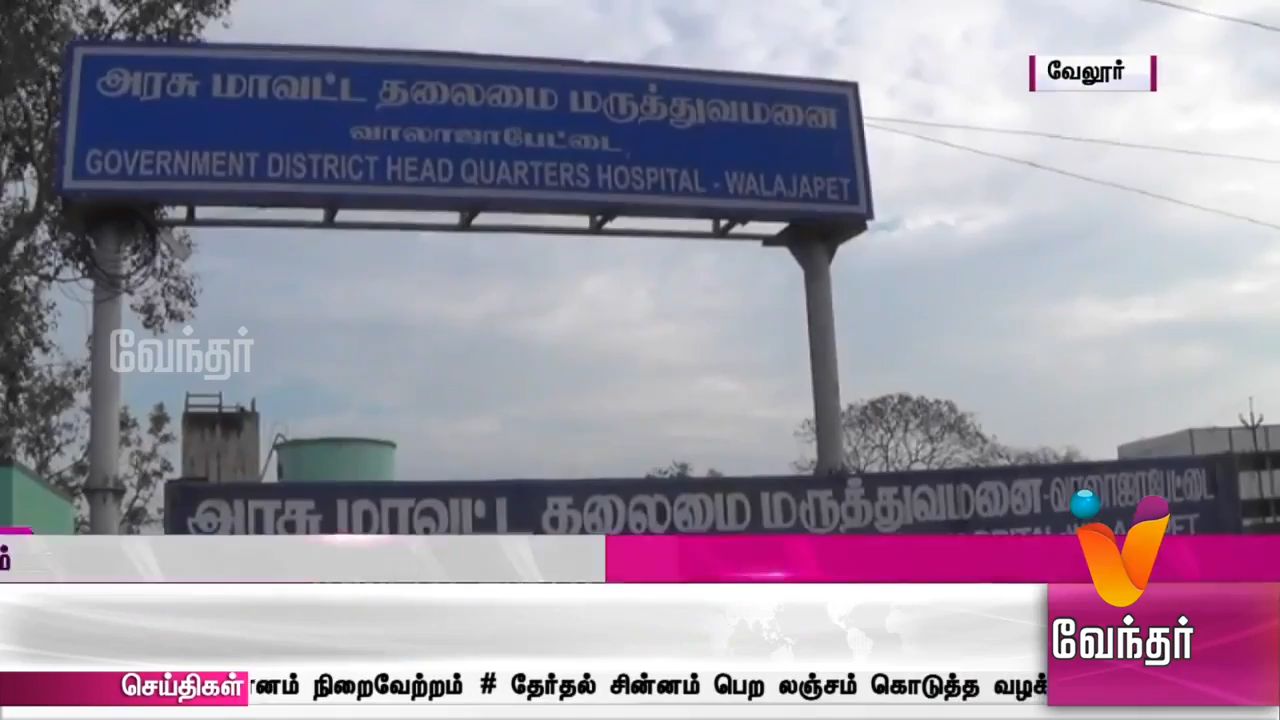 அரசு மாவட்ட தலைமை மருத்துவமனை
வாலாஜாபேட்டை,
GOVERNMENT DISTRICT HEAD QUARTERS HOSPITAL - WALAJAPET
வேலூர்
வேந்தர்
அரசு மாவட்ட தலைமை மருத்துவமனை-வாலாஜாபேட்டை
வேந்தர்
செய்திகள்
நிறைவேற்றம் # தேர்தல் சின்னம் பெற லஞ்சம் கொடுத்த